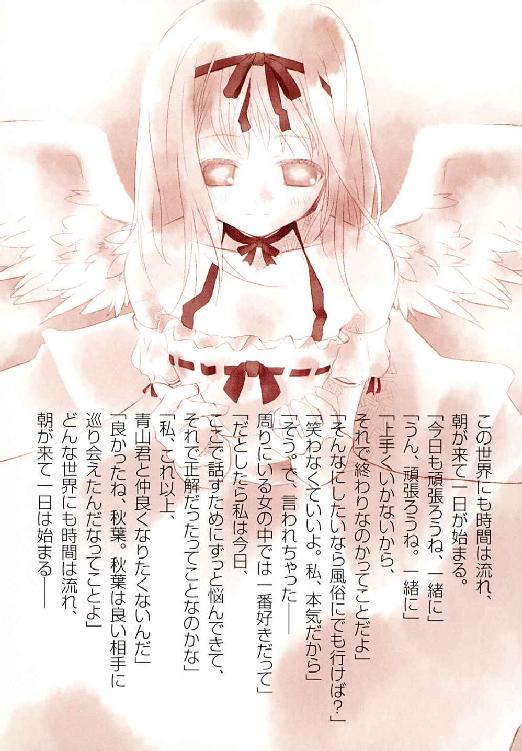 この世界にも時間は流れ、
朝が来て一日が始まる。
「今日も頑張ろうね、一緒に」
「うん、頑張ろうね。一緒に」
「上手くいかないから、
それで終わりなのかってことだよ」
「そんなにしたいなら風俗にでも行けば？」
「笑わなくていいよ。私、本気だから」
「そう。で、言われちゃった――
周りにいる女の中では一番好きだって」
「だとしたら私は今日、
ここで話すためにずっと悩んできて、
それで正解だったってことなのかな」
「私、これ以上、
青山君と仲良くなりたくないんだ」
「良かったね、秋葉。秋葉は良い相手に
巡り会えたんだなってことよ」
どんな世界にも時間は流れ、
朝が来て一日は始まる――